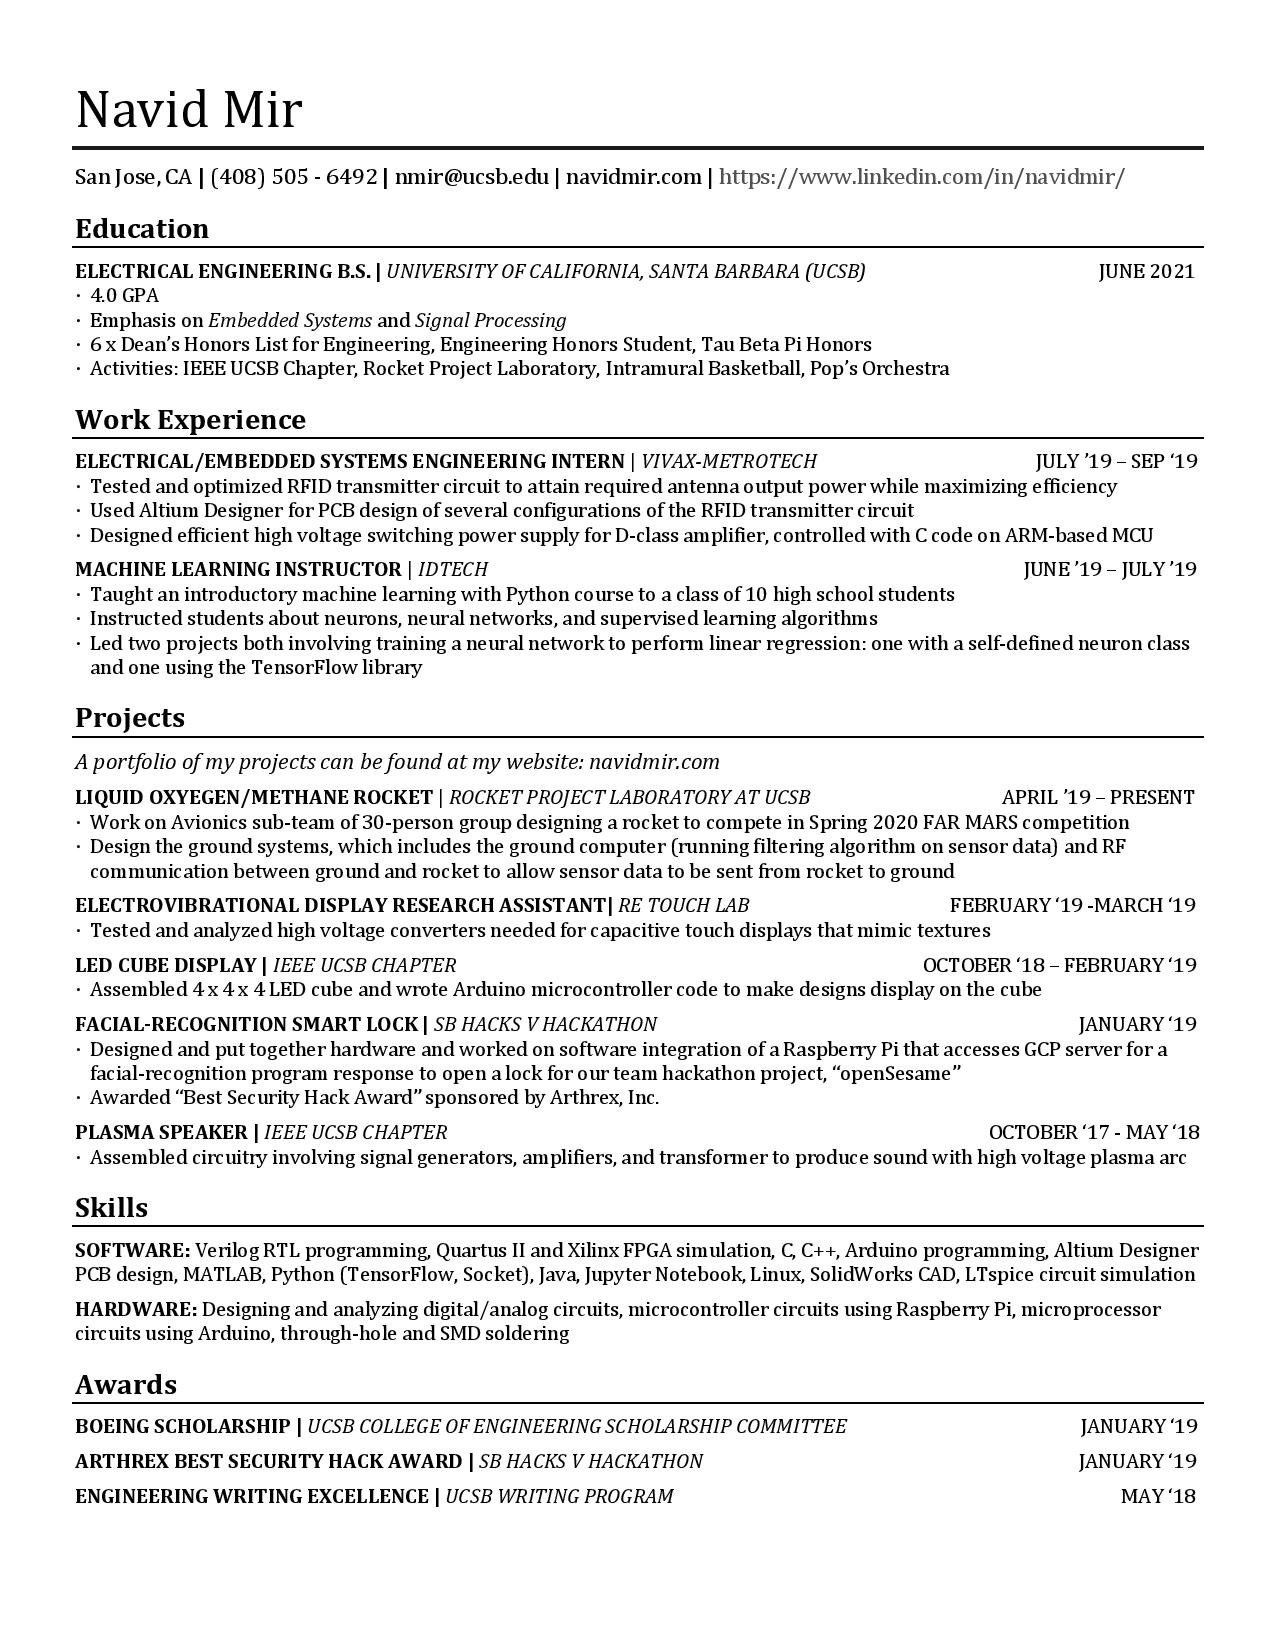 Navid Mir
San Jose, CA | (408) 505 - 6492 | nmir@ucsb.edu | navidmir.com | https://www.linkedin.com/in/navidmir/
Education
ELECTRICAL ENGINEERING B.S. | UNIVERSITY OF CALIFORNIA, SANTA BARBARA (UCSB) JUNE 2021
· 4.0 GPA
· Emphasis on Embedded Systems and Signal Processing
· 6 x Dean’s Honors List for Engineering, Engineering Honors Student, Tau Beta Pi Honors
· Activities: IEEE UCSB Chapter, Rocket Project Laboratory, Intramural Basketball, Pop’s Orchestra
Work Experience
ELECTRICAL/EMBEDDED SYSTEMS ENGINEERING INTERN | VIVAX-METROTECH JULY ’19 – SEP ‘19
· Tested and optimized RFID transmitter circuit to attain required antenna output power while maximizing efficiency
· Used Altium Designer for PCB design of several configurations of the RFID transmitter circuit
· Designed efficient high voltage switching power supply for D-class amplifier, controlled with C code on ARM-based MCU
MACHINE LEARNING INSTRUCTOR | IDTECH JUNE ’19 – JULY ’19
· Taught an introductory machine learning with Python course to a class of 10 high school students
· Instructed students about neurons, neural networks, and supervised learning algorithms
· Led two projects both involving training a neural network to perform linear regression: one with a self-defined neuron class
and one using the TensorFlow library
Projects
A portfolio of my projects can be found at my website: navidmir.com
LIQUID OXYEGEN/METHANE ROCKET | ROCKET PROJECT LABORATORY AT UCSB APRIL ’19 – PRESENT
· Work on Avionics sub-team of 30-person group designing a rocket to compete in Spring 2020 FAR MARS competition
· Design the ground systems, which includes the ground computer (running filtering algorithm on sensor data) and RF
communication between ground and rocket to allow sensor data to be sent from rocket to ground
ELECTROVIBRATIONAL DISPLAY RESEARCH ASSISTANT| RE TOUCH LAB FEBRUARY ‘19 -MARCH ‘19
· Tested and analyzed high voltage converters needed for capacitive touch displays that mimic textures
LED CUBE DISPLAY | IEEE UCSB CHAPTER OCTOBER ‘18 – FEBRUARY ‘19
· Assembled 4 x 4 x 4 LED cube and wrote Arduino microcontroller code to make designs display on the cube
FACIAL-RECOGNITION SMART LOCK | SB HACKS V HACKATHON JANUARY ‘19
· Designed and put together hardware and worked on software integration of a Raspberry Pi that accesses GCP server for a
facial-recognition program response to open a lock for our team hackathon project, “openSesame”
· Awarded “Best Security Hack Award” sponsored by Arthrex, Inc.
PLASMA SPEAKER | IEEE UCSB CHAPTER OCTOBER ‘17 - MAY ‘18
· Assembled circuitry involving signal generators, amplifiers, and transformer to produce sound with high voltage plasma arc
Skills
SOFTWARE: Verilog RTL programming, Quartus II and Xilinx FPGA simulation, C, C++, Arduino programming, Altium Designer
PCB design, MATLAB, Python (TensorFlow, Socket), Java, Jupyter Notebook, Linux, SolidWorks CAD, LTspice circuit simulation
HARDWARE: Designing and analyzing digital/analog circuits, microcontroller circuits using Raspberry Pi, microprocessor
circuits using Arduino, through-hole and SMD soldering
Awards
BOEING SCHOLARSHIP | UCSB COLLEGE OF ENGINEERING SCHOLARSHIP COMMITTEE JANUARY ‘19
ARTHREX BEST SECURITY HACK AWARD | SB HACKS V HACKATHON JANUARY ‘19
ENGINEERING WRITING EXCELLENCE | UCSB WRITING PROGRAM MAY ‘18